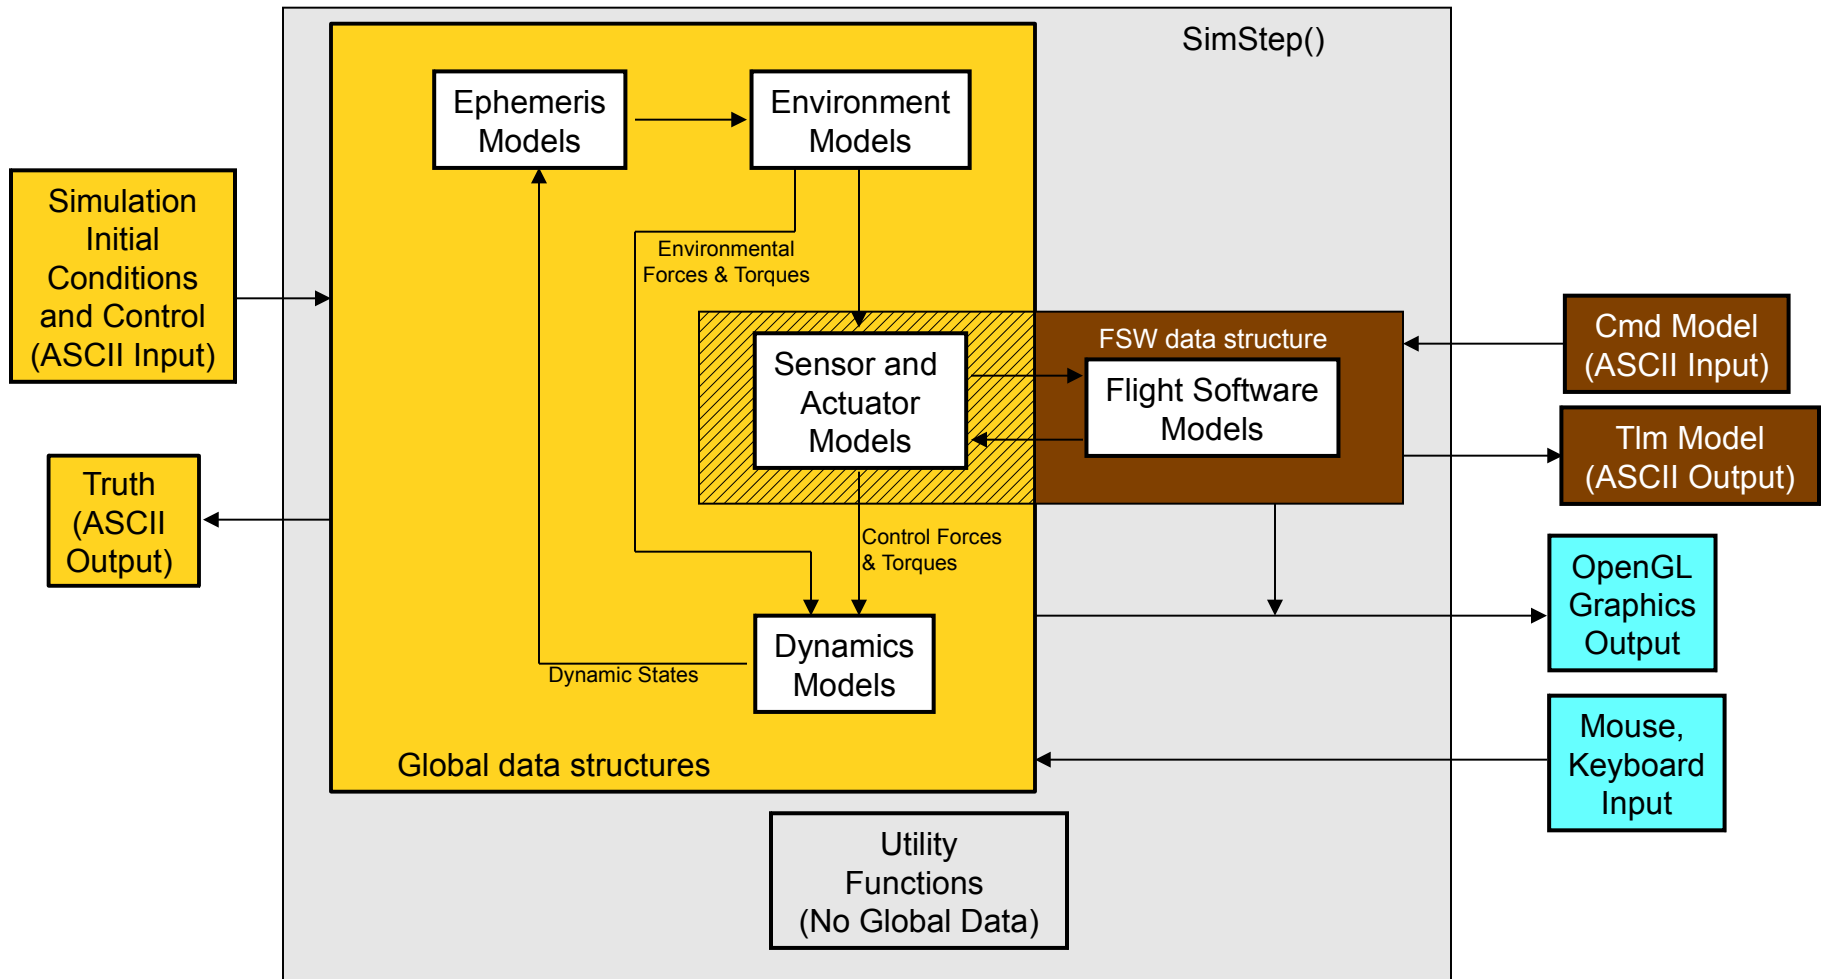 SimStep()
Ephemeris
Models
Environment
Models
Simulation
Initial
Conditions
and Control
(ASCII Input)
Environmental
Forces & Torques
Sensor and
Actuator
Models
FSW data structure
Flight Software
Models
Cmd Model
(ASCII Input)
Tlm Model
(ASCII Output)
Truth
(ASCII
Output)
Control Forces
& Torques
OpenGL
Graphics
Output
Dynamics
Models
Dynamic States
Mouse,
Keyboard
Input
Global data structures
Utility
Functions
(No Global Data)